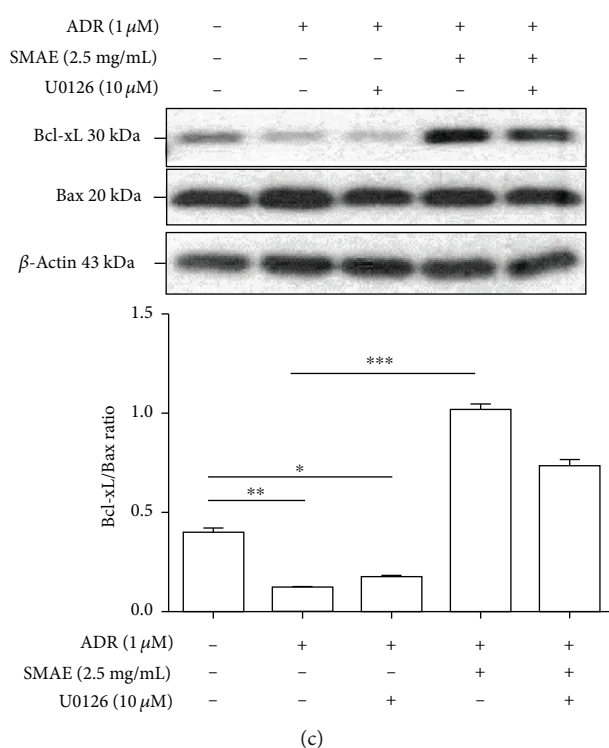 ADR (1 μM) – + + + +
SMAE (2.5 mg/mL) – – – + +
U0126 (10 μM) – – + – +
Bcl-xL 30 kDa
Bax 20 kDa
β-Actin 43 kDa
1.5
***
1.0
Bcl-xL/Bax ratio
*
0.5
**
0.0
ADR (1 μM) – + + + +
SMAE (2.5 mg/mL) – – – + +
U0126 (10 μM) – – + – +
(c)